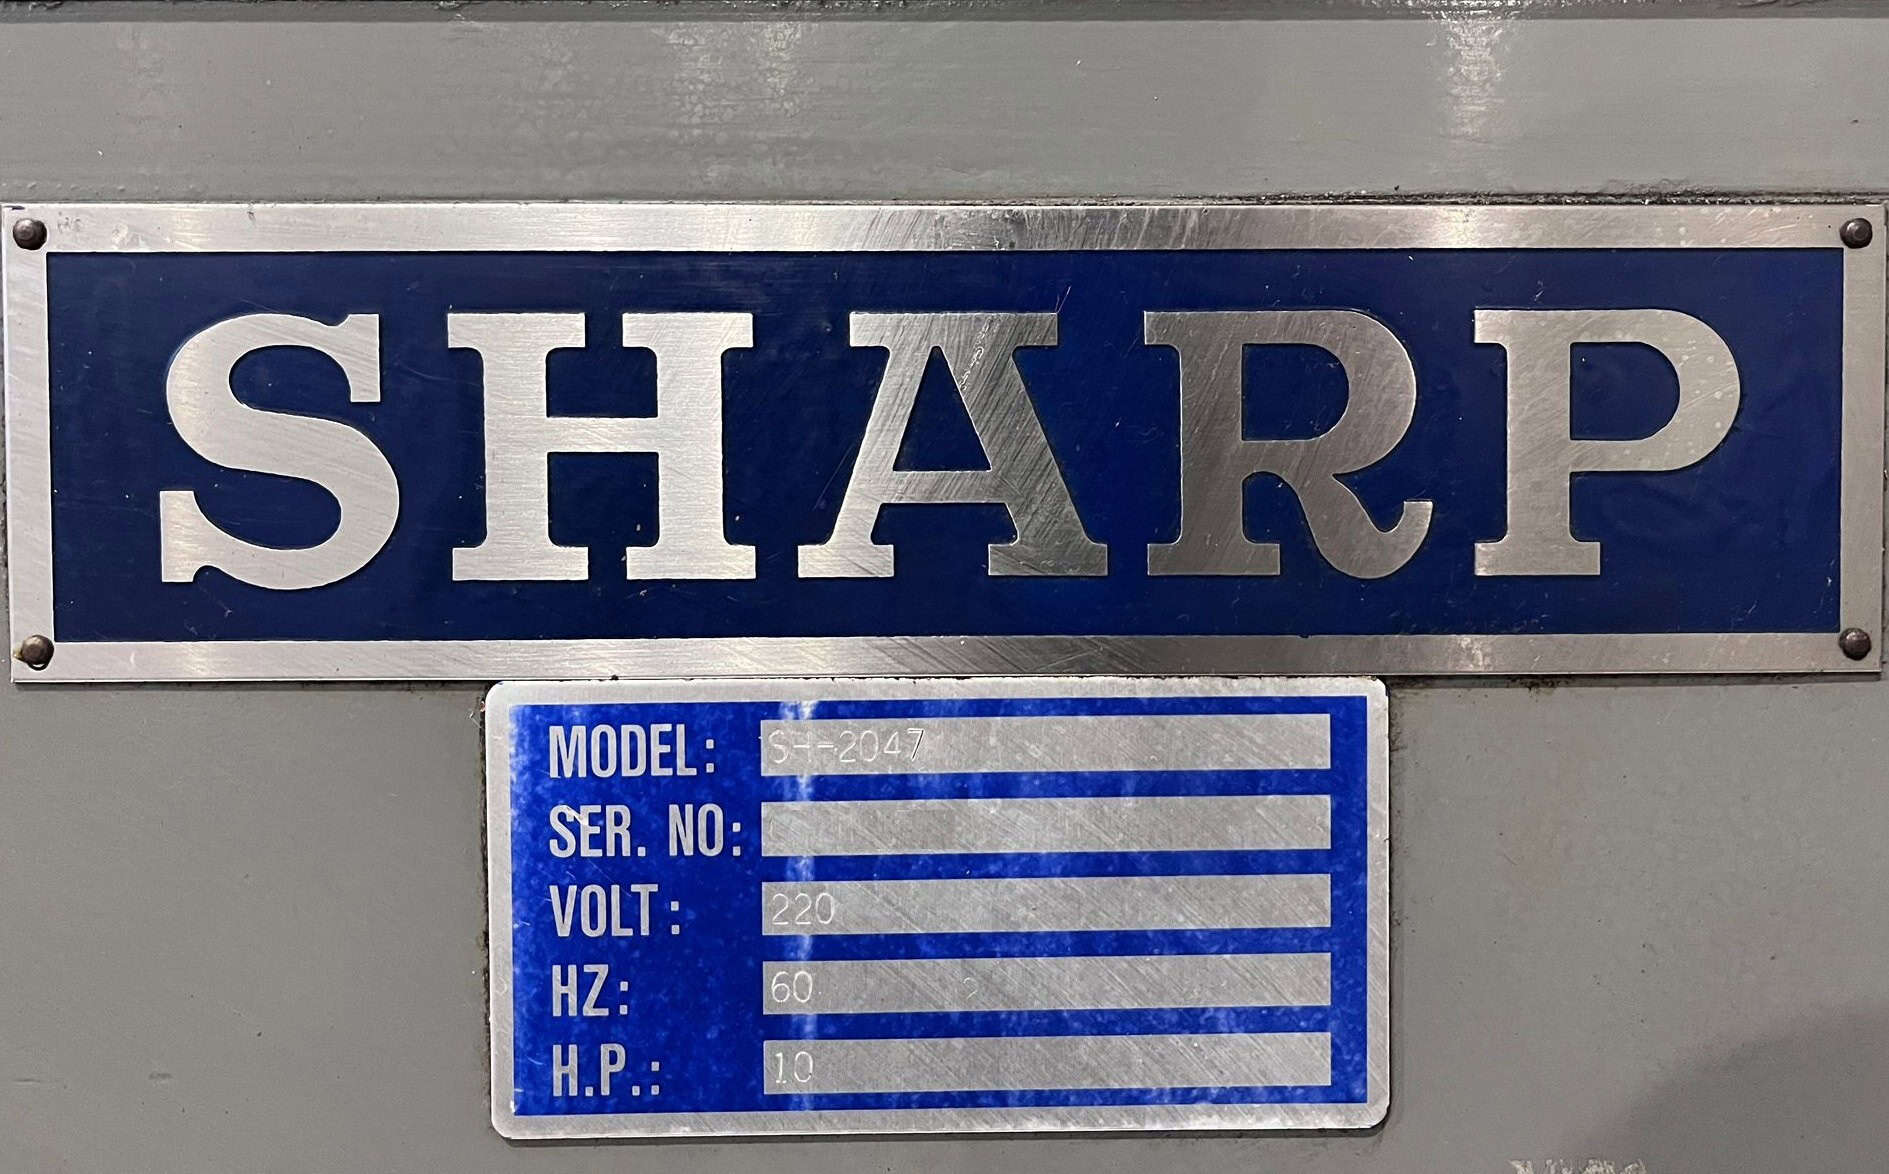 SHARP
MODEL: SH-2047
SER. NO:
VOLT: 220
HZ: 60
H.P.: 10